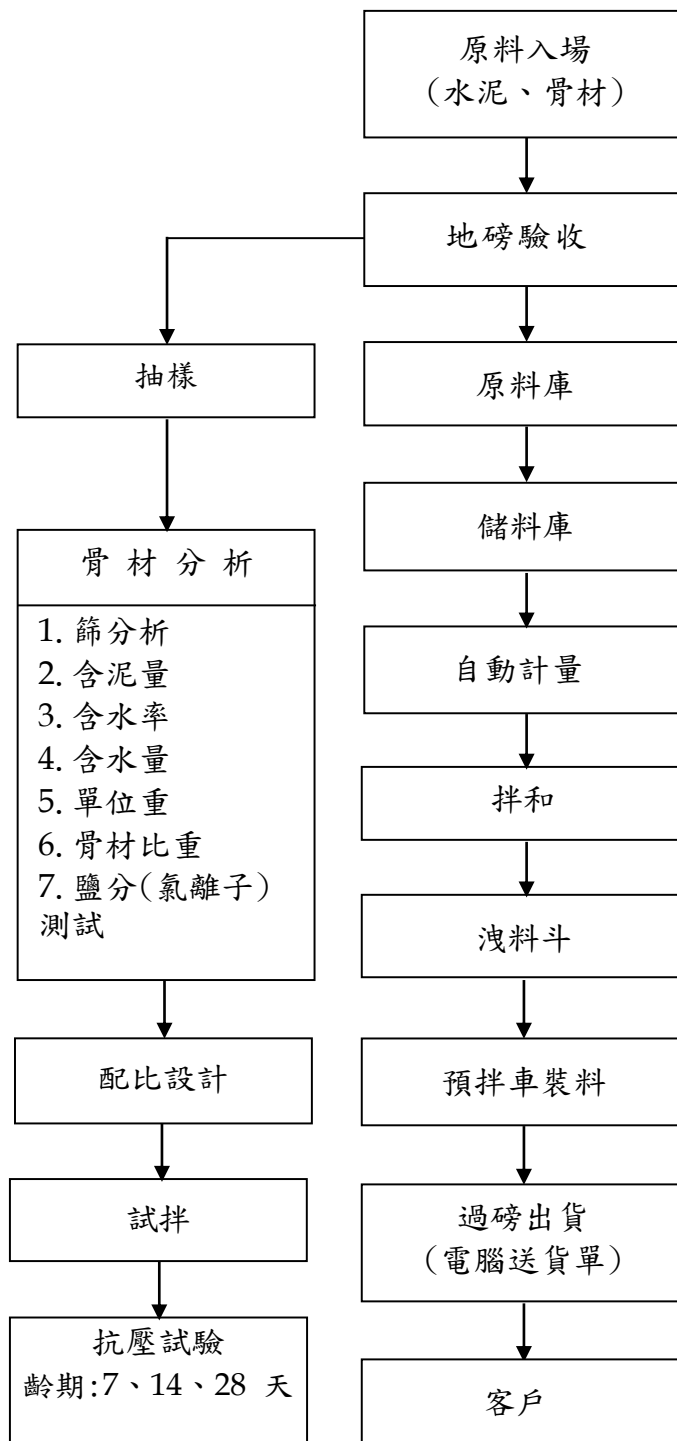 原料入場
(水泥、骨材)
地磅驗收
抽樣
原料庫
骨材分析
儲料庫
1. 篩分析
2. 含泥量
3. 含水率
4. 含水量
5. 單位重
6. 骨材比重
7. 鹽分(氯離子)
測試
自動計量
拌和
洩料斗
配比設計
預拌車裝料
試拌
過磅出貨
(電腦送貨單)
抗壓試驗
齡期:7、14、28 天
客戶